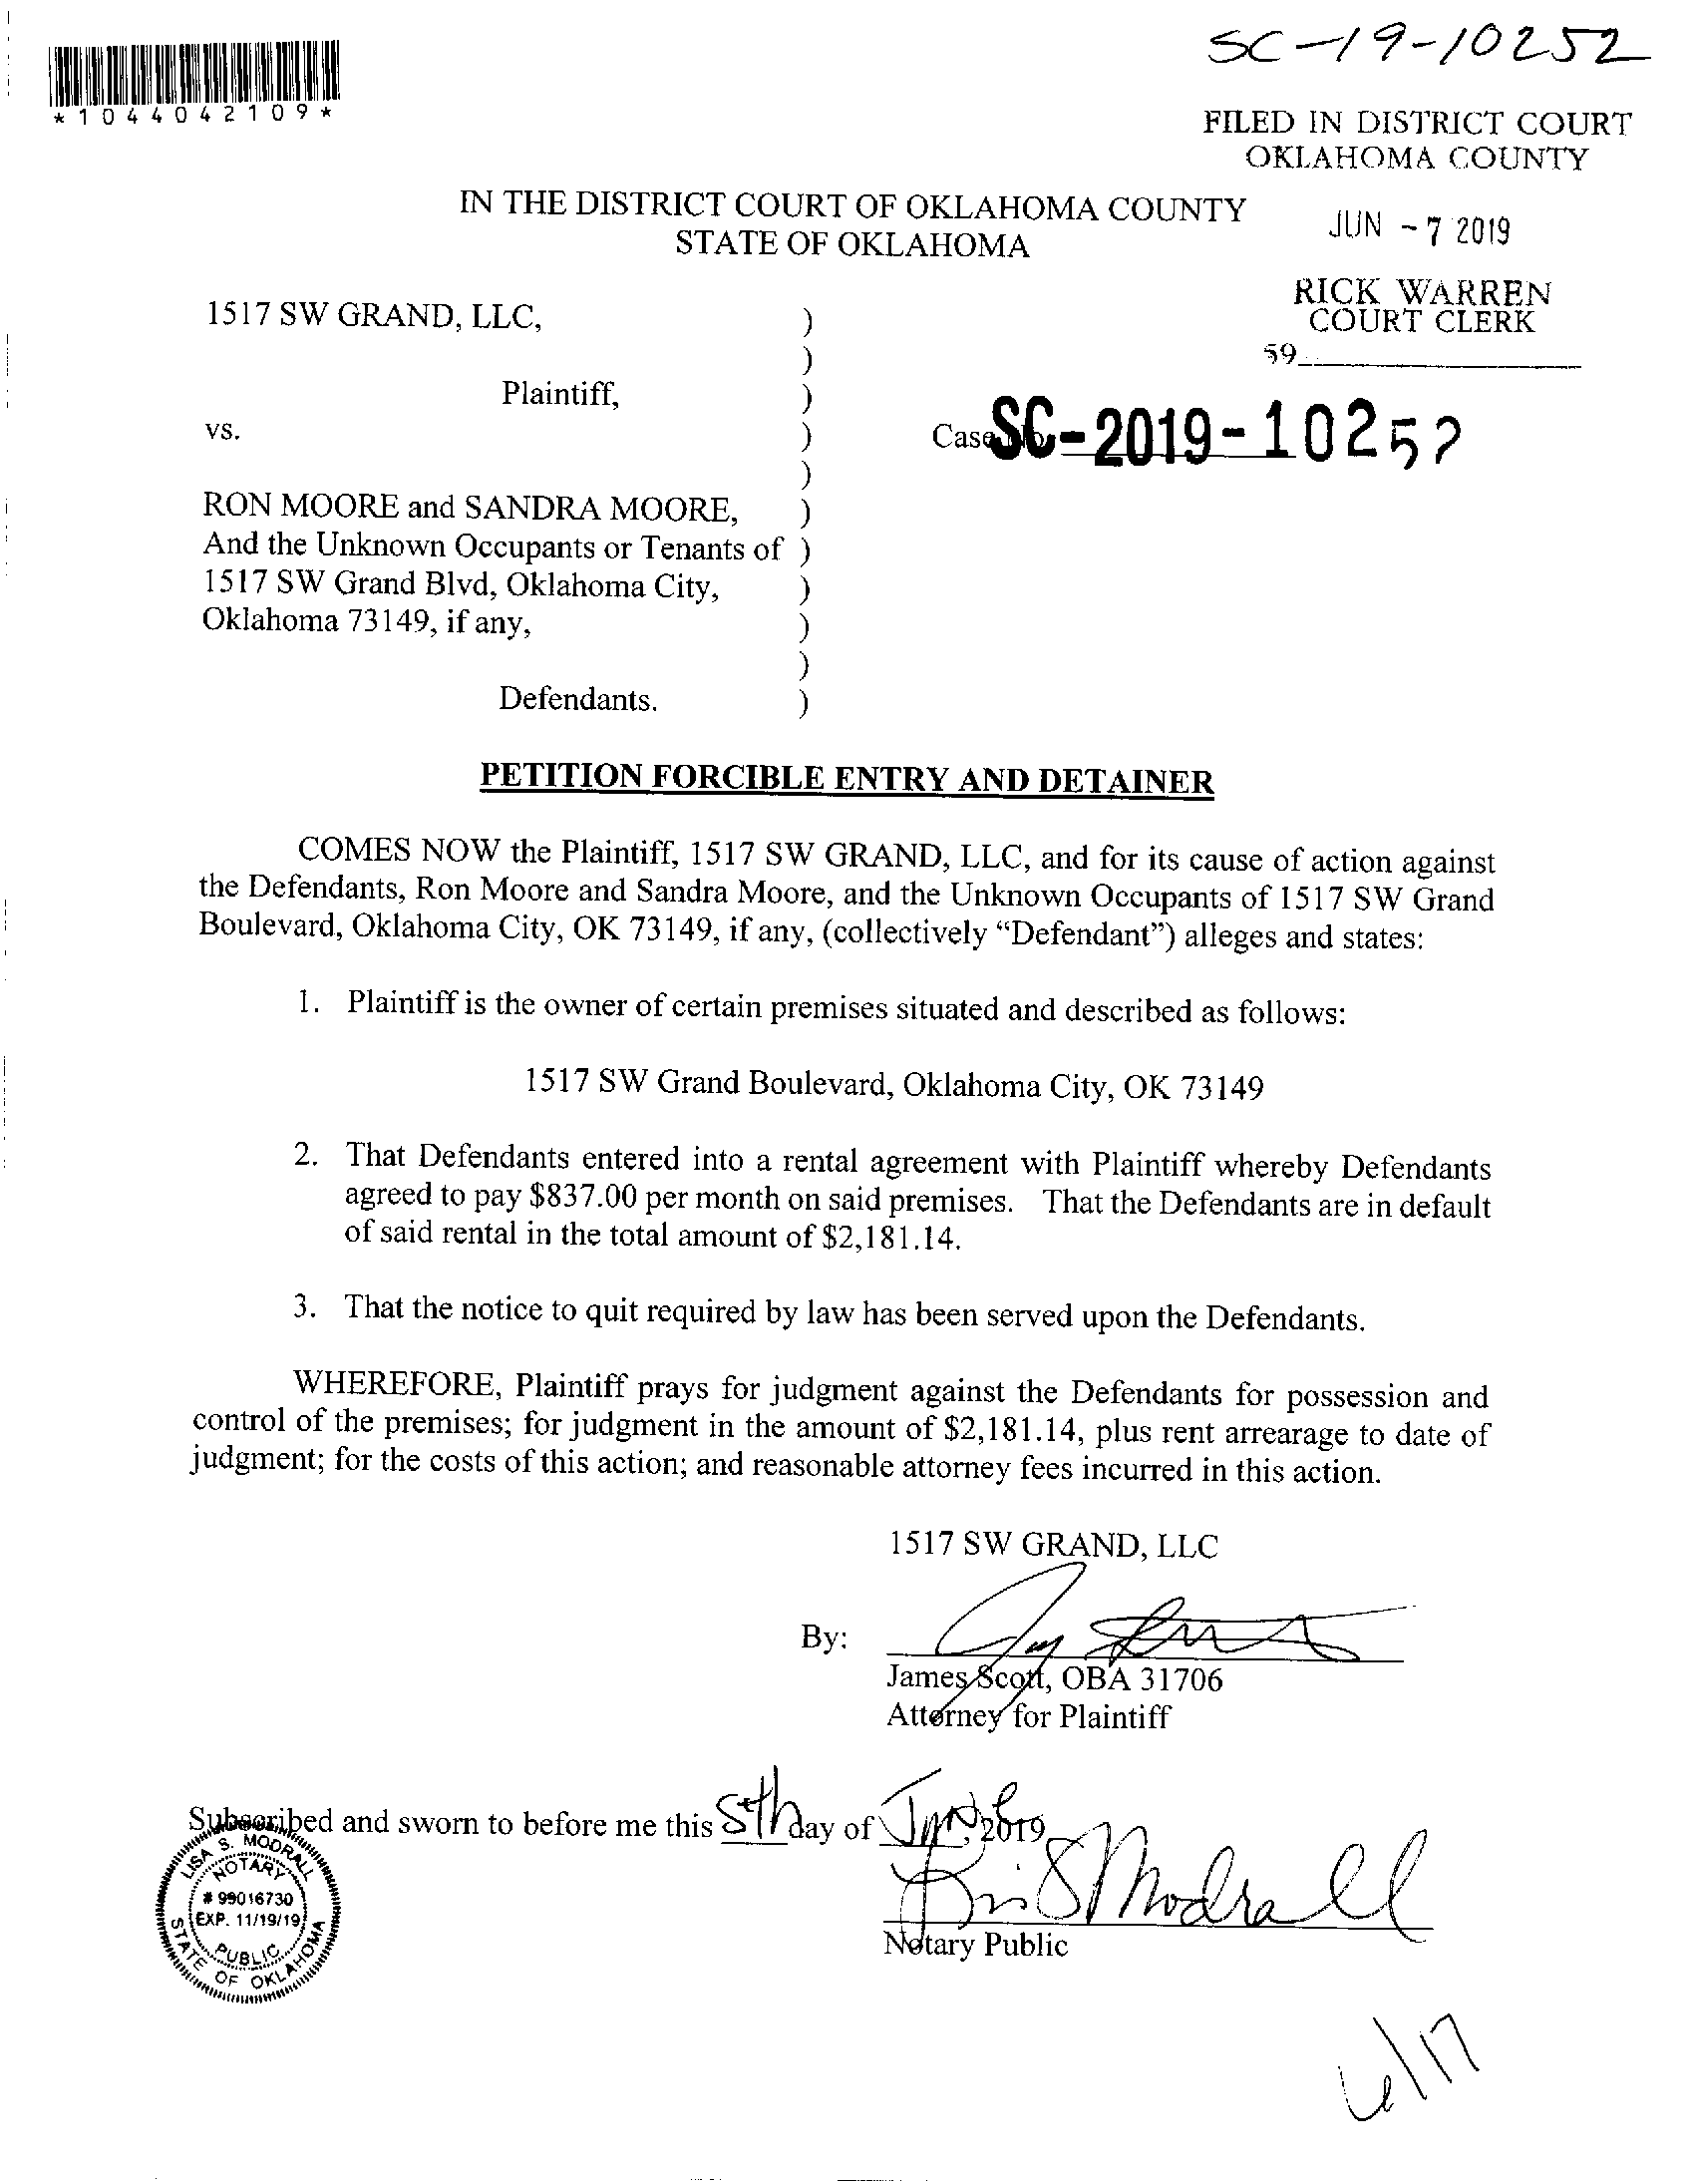 SC-19-10252
*1044042109*
FILED IN DISTRICT COURT
OKLAHOMA COUNTY
IN THE DISTRICT COURT OF OKLAHOMA COUNTY
STATE OF OKLAHOMA
JUN - 7 2019
RICK WARREN
COURT CLERK
59
1517 SW GRAND, LLC, )
)
Plaintiff, )
vs. ) Case No. SC-2019-10252
)
RON MOORE and SANDRA MOORE, )
And the Unknown Occupants or Tenants of )
1517 SW Grand Blvd, Oklahoma City, )
Oklahoma 73149, if any, )
)
Defendants. )
PETITION FORCIBLE ENTRY AND DETAINER
COMES NOW the Plaintiff, 1517 SW GRAND, LLC, and for its cause of action against
the Defendants, Ron Moore and Sandra Moore, and the Unknown Occupants of 1517 SW Grand
Boulevard, Oklahoma City, OK 73149, if any, (collectively “Defendant”) alleges and states:
1. Plaintiff is the owner of certain premises situated and described as follows:
1517 SW Grand Boulevard, Oklahoma City, OK 73149
2. That Defendants entered into a rental agreement with Plaintiff whereby Defendants
agreed to pay $837.00 per month on said premises. That the Defendants are in default
of said rental in the total amount of $2,181.14.
3. That the notice to quit required by law has been served upon the Defendants.
WHEREFORE, Plaintiff prays for judgment against the Defendants for possession and
control of the premises; for judgment in the amount of $2,181.14, plus rent arrearage to date of
judgment; for the costs of this action; and reasonable attorney fees incurred in this action.
1517 SW GRAND, LLC
By:
James Scott, OBA 31706
Attorney for Plaintiff
Subscribed and sworn to before me this 5th day of , 2019
Modrall
Notary Public
LISA S. MODRALL
NOTARY
# 99016730
EXP. 11/19/19
PUBLIC
STATE OF OKLAHOMA
6/17